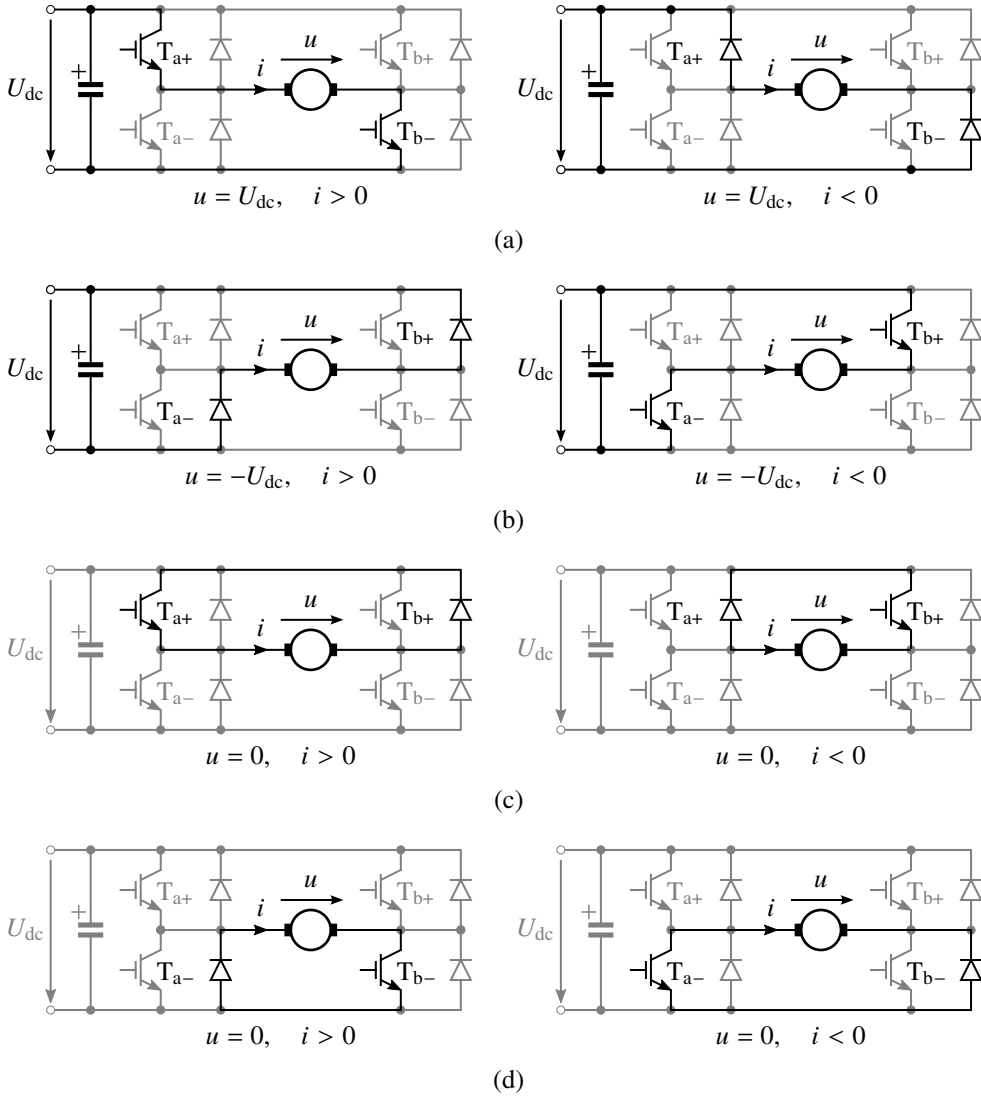 T_a+ u T_b+ T_a+ u T_b+
U_dc + i U_dc + i
T_a− T_b− T_a− T_b−
u = U_dc, i > 0 u = U_dc, i < 0
(a)
T_a+ u T_b+ T_a+ u T_b+
U_dc + i U_dc + i
T_a− T_b− T_a− T_b−
u = −U_dc, i > 0 u = −U_dc, i < 0
(b)
T_a+ u T_b+ T_a+ u T_b+
U_dc + i U_dc + i
T_a− T_b− T_a− T_b−
u = 0, i > 0 u = 0, i < 0
(c)
T_a+ u T_b+ T_a+ u T_b+
U_dc + i U_dc + i
T_a− T_b− T_a− T_b−
u = 0, i > 0 u = 0, i < 0
(d)